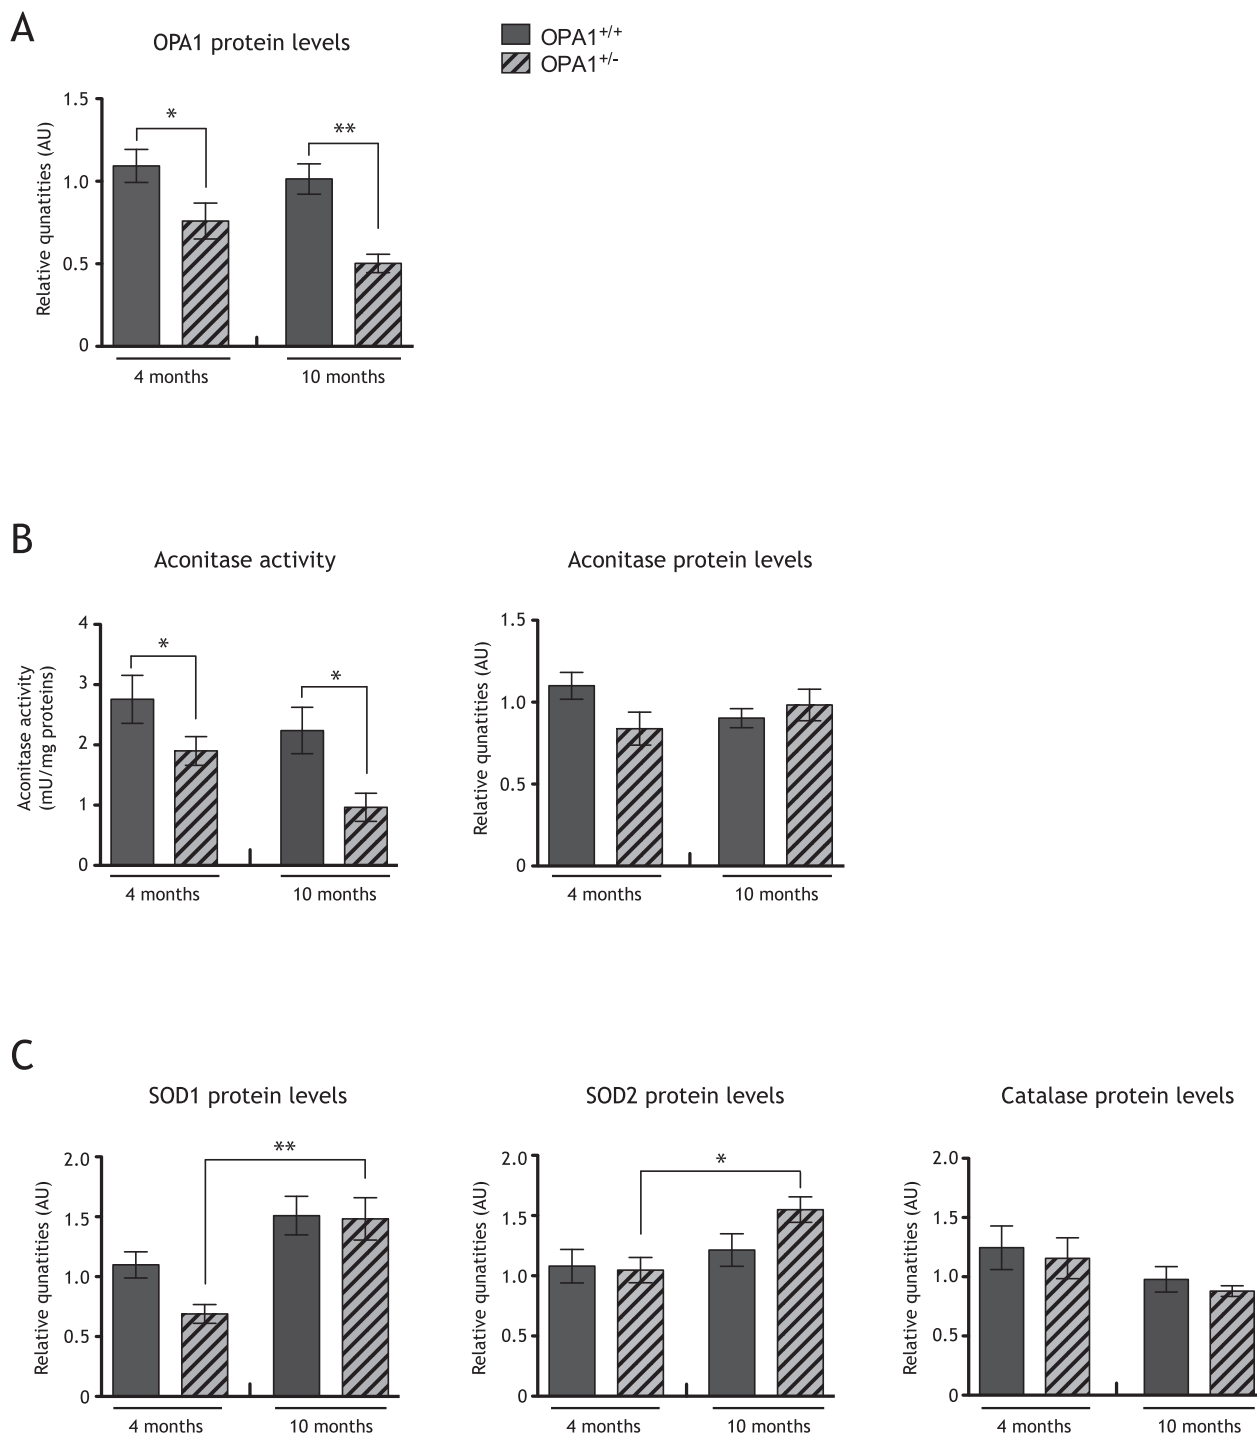 A
OPA1 protein levels
OPA1+/+
OPA1+/-
Relative qunatities (AU)
1.5
1.0
0.5
0
*
**
4 months
10 months
B
Aconitase activity
Aconitase activity
(mU/mg proteins)
4
3
2
1
0
*
*
4 months
10 months
Aconitase protein levels
Relative qunatities (AU)
1.5
1.0
0.5
0
4 months
10 months
C
SOD1 protein levels
Relative qunatities (AU)
2.0
1.5
1.0
0.5
0
**
4 months
10 months
SOD2 protein levels
Relative qunatities (AU)
2.0
1.5
1.0
0.5
0
*
4 months
10 months
Catalase protein levels
Relative qunatities (AU)
2.0
1.5
1.0
0.5
0
4 months
10 months